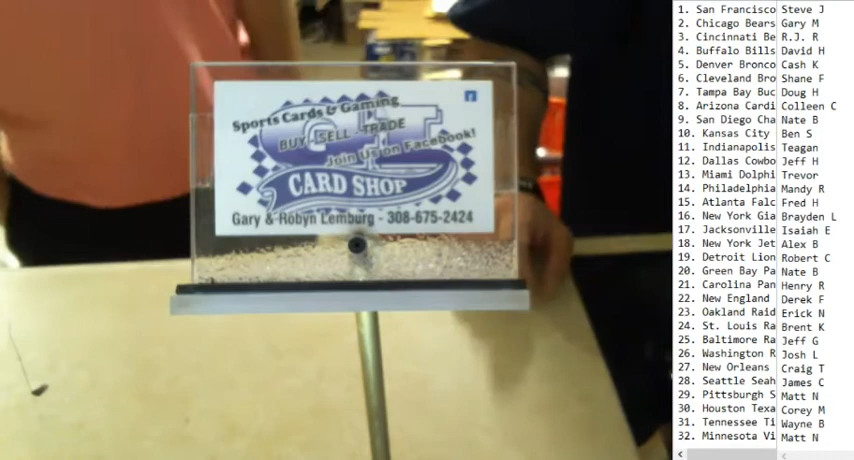 Sports Cards & Gaming
BUY - SELL - TRADE
Join Us on Facebook!
CARD SHOP
Gary & Robyn Lemburg - 308-675-2424
1. San Francisco Steve J
2. Chicago Bears Gary M
3. Cincinnati Be R.J. R
4. Buffalo Bills David H
5. Denver Bronco Cash K
6. Cleveland Bro Shane F
7. Tampa Bay Buc Doug H
8. Arizona Cardi Colleen C
9. San Diego Cha Nate B
10. Kansas City Ben S
11. Indianapolis Teagan
12. Dallas Cowbo Jeff H
13. Miami Dolphi Trevor
14. Philadelphia Mandy R
15. Atlanta Falc Fred H
16. New York Gia Brayden L
17. Jacksonville Isaiah E
18. New York Jet Alex B
19. Detroit Lion Robert C
20. Green Bay Pa Nate B
21. Carolina Pan Henry R
22. New England Derek F
23. Oakland Raid Erick N
24. St. Louis Ra Brent K
25. Baltimore Ra Jeff G
26. Washington R Josh L
27. New Orleans Craig T
28. Seattle Seah James C
29. Pittsburgh S Matt N
30. Houston Texa Corey M
31. Tennessee Ti Wayne B
32. Minnesota Vi Matt N